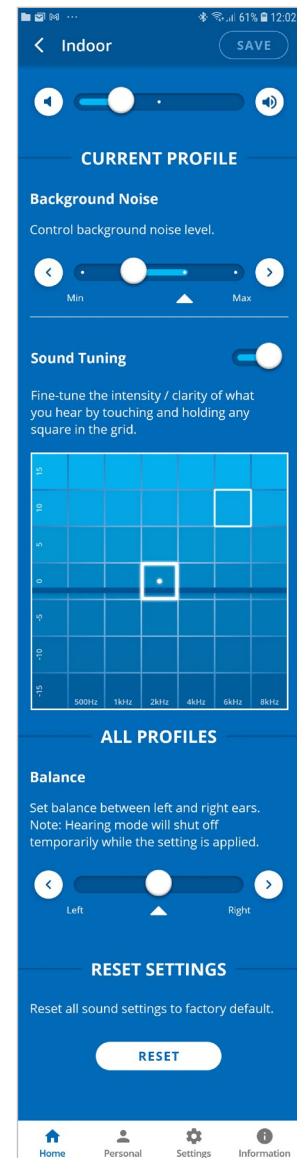 61% 12:02
Indoor
SAVE
CURRENT PROFILE
Background Noise
Control background noise level.
Min Max
Sound Tuning
Fine-tune the intensity / clarity of what
you hear by touching and holding any
square in the grid.
15
10
5
0
-5
-10
-15
500Hz 1kHz 2kHz 4kHz 6kHz 8kHz
ALL PROFILES
Balance
Set balance between left and right ears.
Note: Hearing mode will shut off
temporarily while the setting is applied.
Left Right
RESET SETTINGS
Reset all sound settings to factory default.
RESET
Home Personal Settings Information